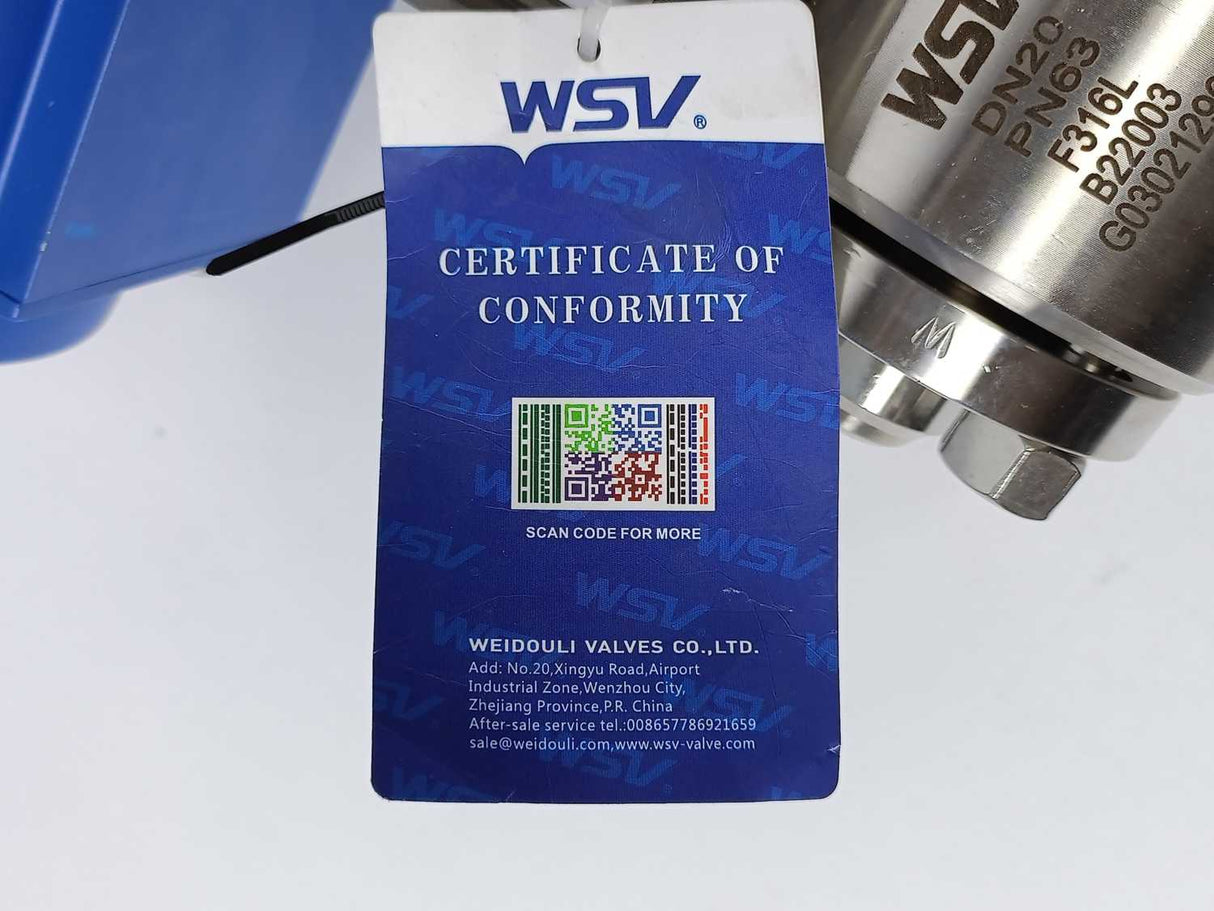 WSV®
CERTIFICATE OF
CONFORMITY
SCAN CODE FOR MORE
WEIDOULI VALVES CO.,LTD.
Add: No.20,Xingyu Road,Airport
Industrial Zone,Wenzhou City,
Zhejiang Province,P.R. China
After-sale service tel.:008657786921659
sale@weidouli.com,www.wsv-valve.com
WSV
DN20
PN63
F316L
B22003
M